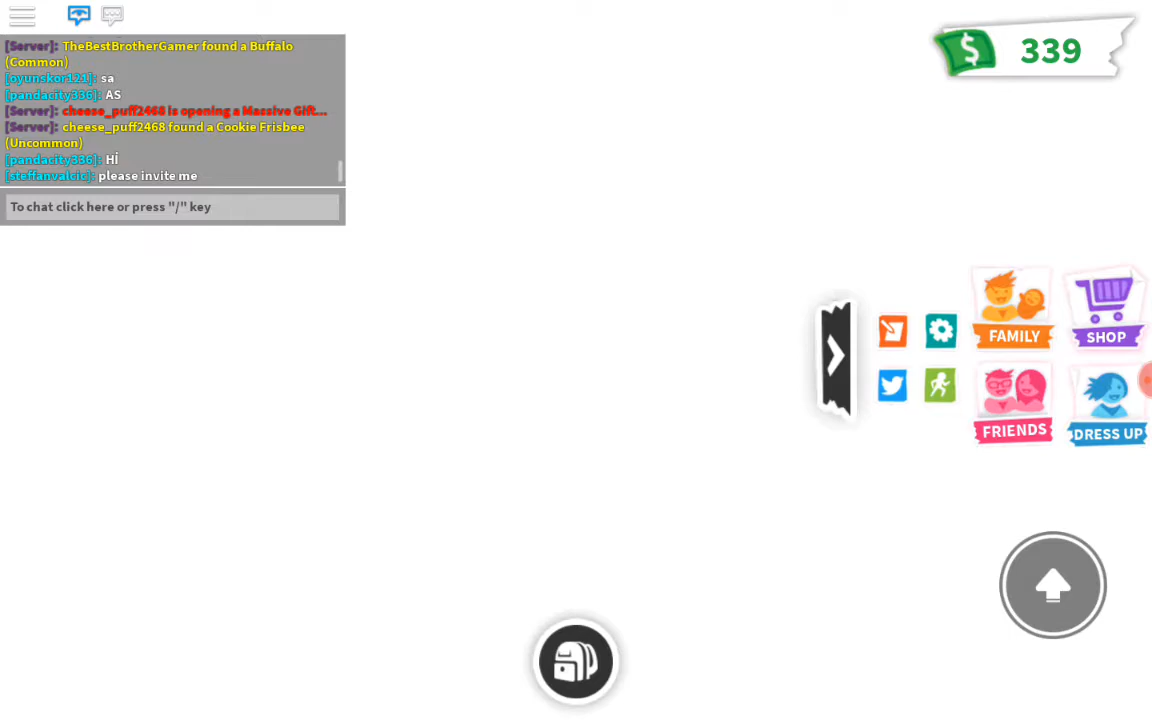 [Server]: TheBestBrotherGamer found a Buffalo
(Common)
[oyunskor121]: sa
[pandacity336]: AS
[Server]: cheese_puff2468 is opening a Massive Gift...
[Server]: cheese_puff2468 found a Cookie Frisbee
(Uncommon)
[pandacity336]: Hİ
[steffanvalcic]: please invite me
To chat click here or press "/" key
$ 339
FAMILY
SHOP
FRIENDS
DRESS UP